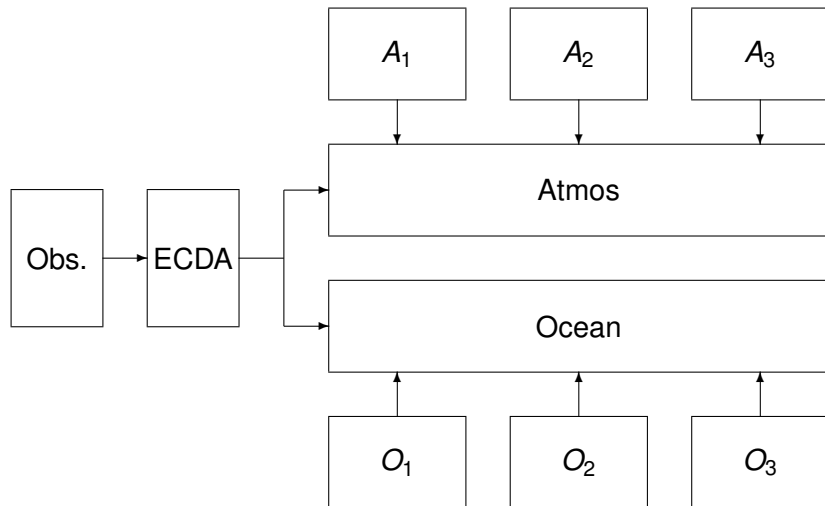 A₁ A₂ A₃
Atmos
Obs. ECDA
Ocean
O₁ O₂ O₃